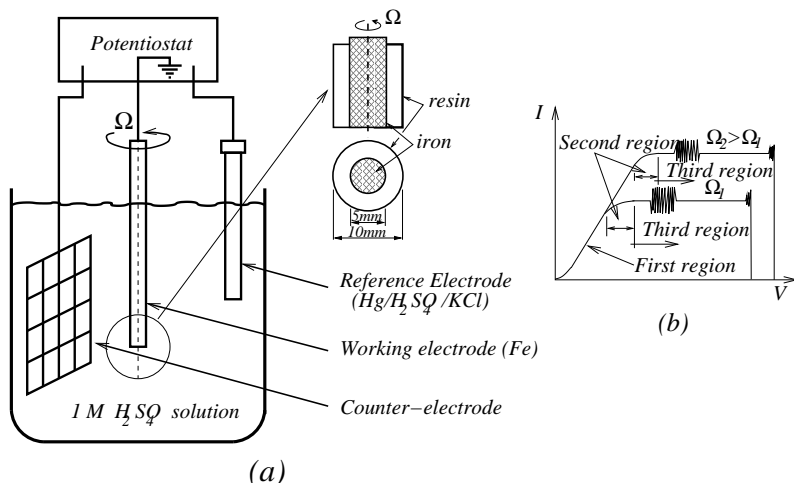 Potentiostat
Ω
Ω
resin
iron
5mm
10mm
Reference Electrode
(Hg/H2SO4/KCl)
Working electrode (Fe)
Counter-electrode
1 M H2SO4 solution
(a)
I
Second region
Ω2>Ω1
Third region
Ω1
Third region
First region
V
(b)